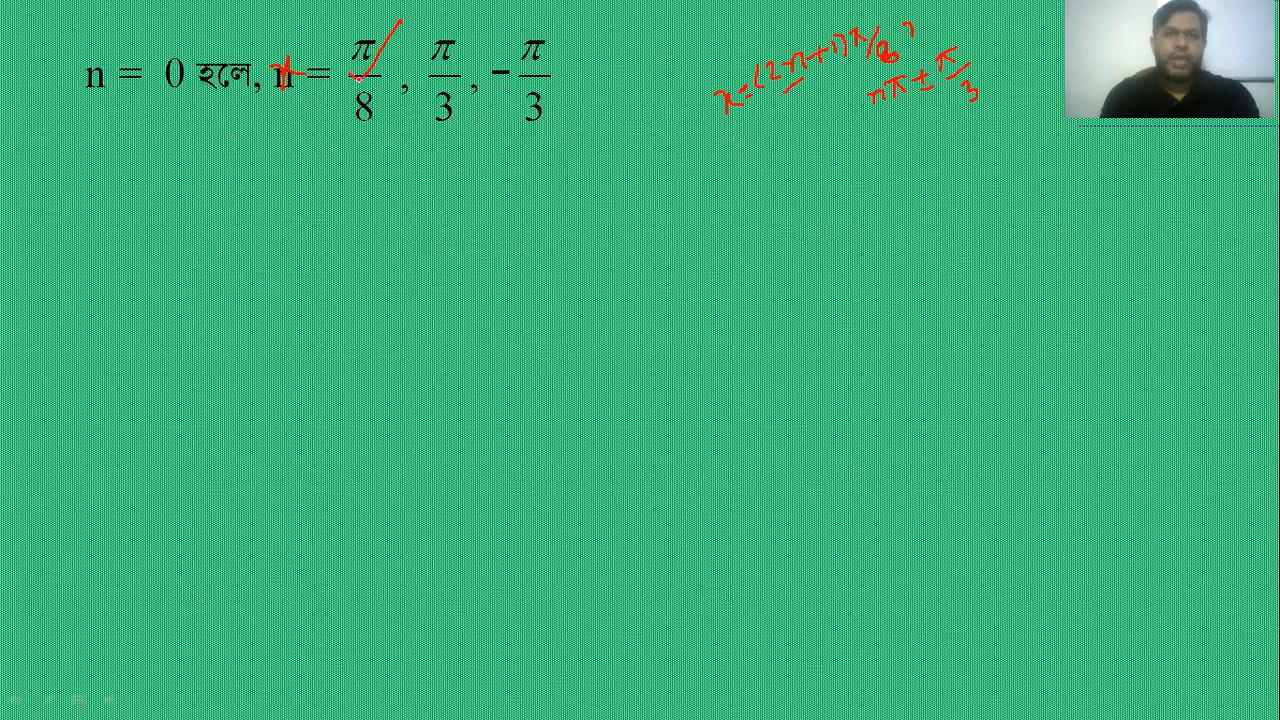 n = 0 হলে, x = π/8 , π/3 , -π/3
x = (2n+1)π/8 , nπ ± π/3